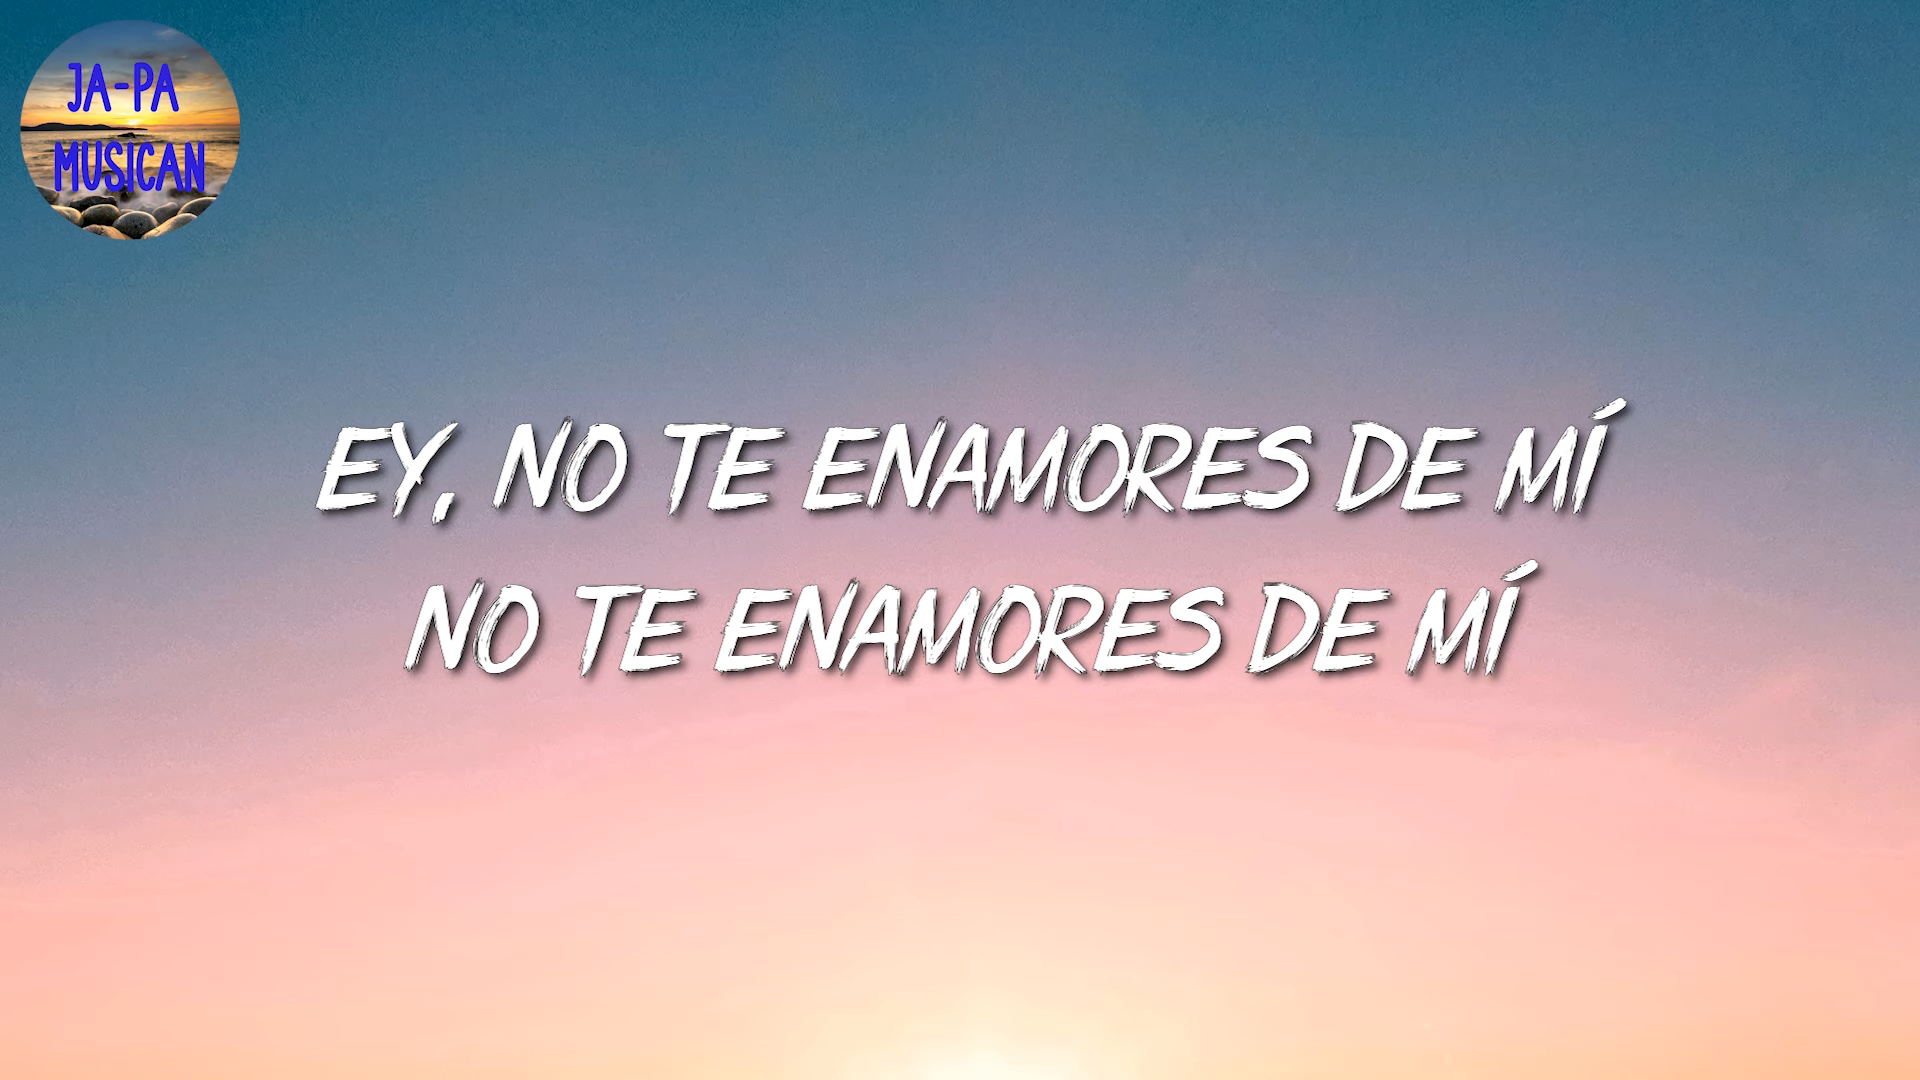 JA-PA
MUSICAN
EY, NO TE ENAMORES DE MÍ
NO TE ENAMORES DE MÍ